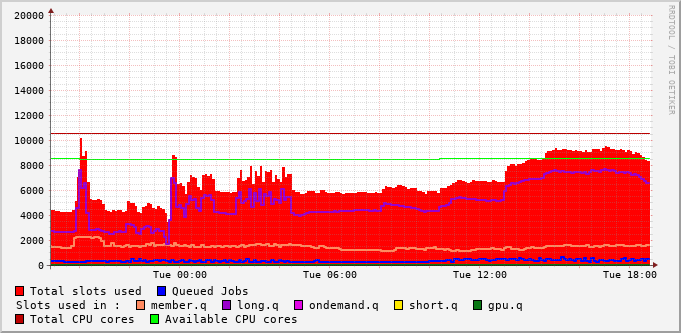 RRDTOOL / TOBI OETIKER
20000
18000
16000
14000
12000
10000
8000
6000
4000
2000
0
Tue 00:00 Tue 06:00 Tue 12:00 Tue 18:00
Total slots used Queued Jobs
Slots used in : member.q long.q ondemand.q short.q gpu.q
Total CPU cores Available CPU cores